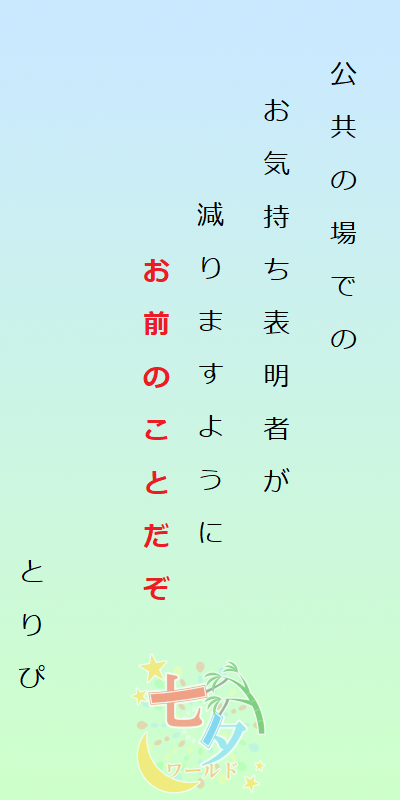 公共の場での
お気持ち表明者が
減りますように
お前のことだぞ
とりぴ
七夕
ワールド